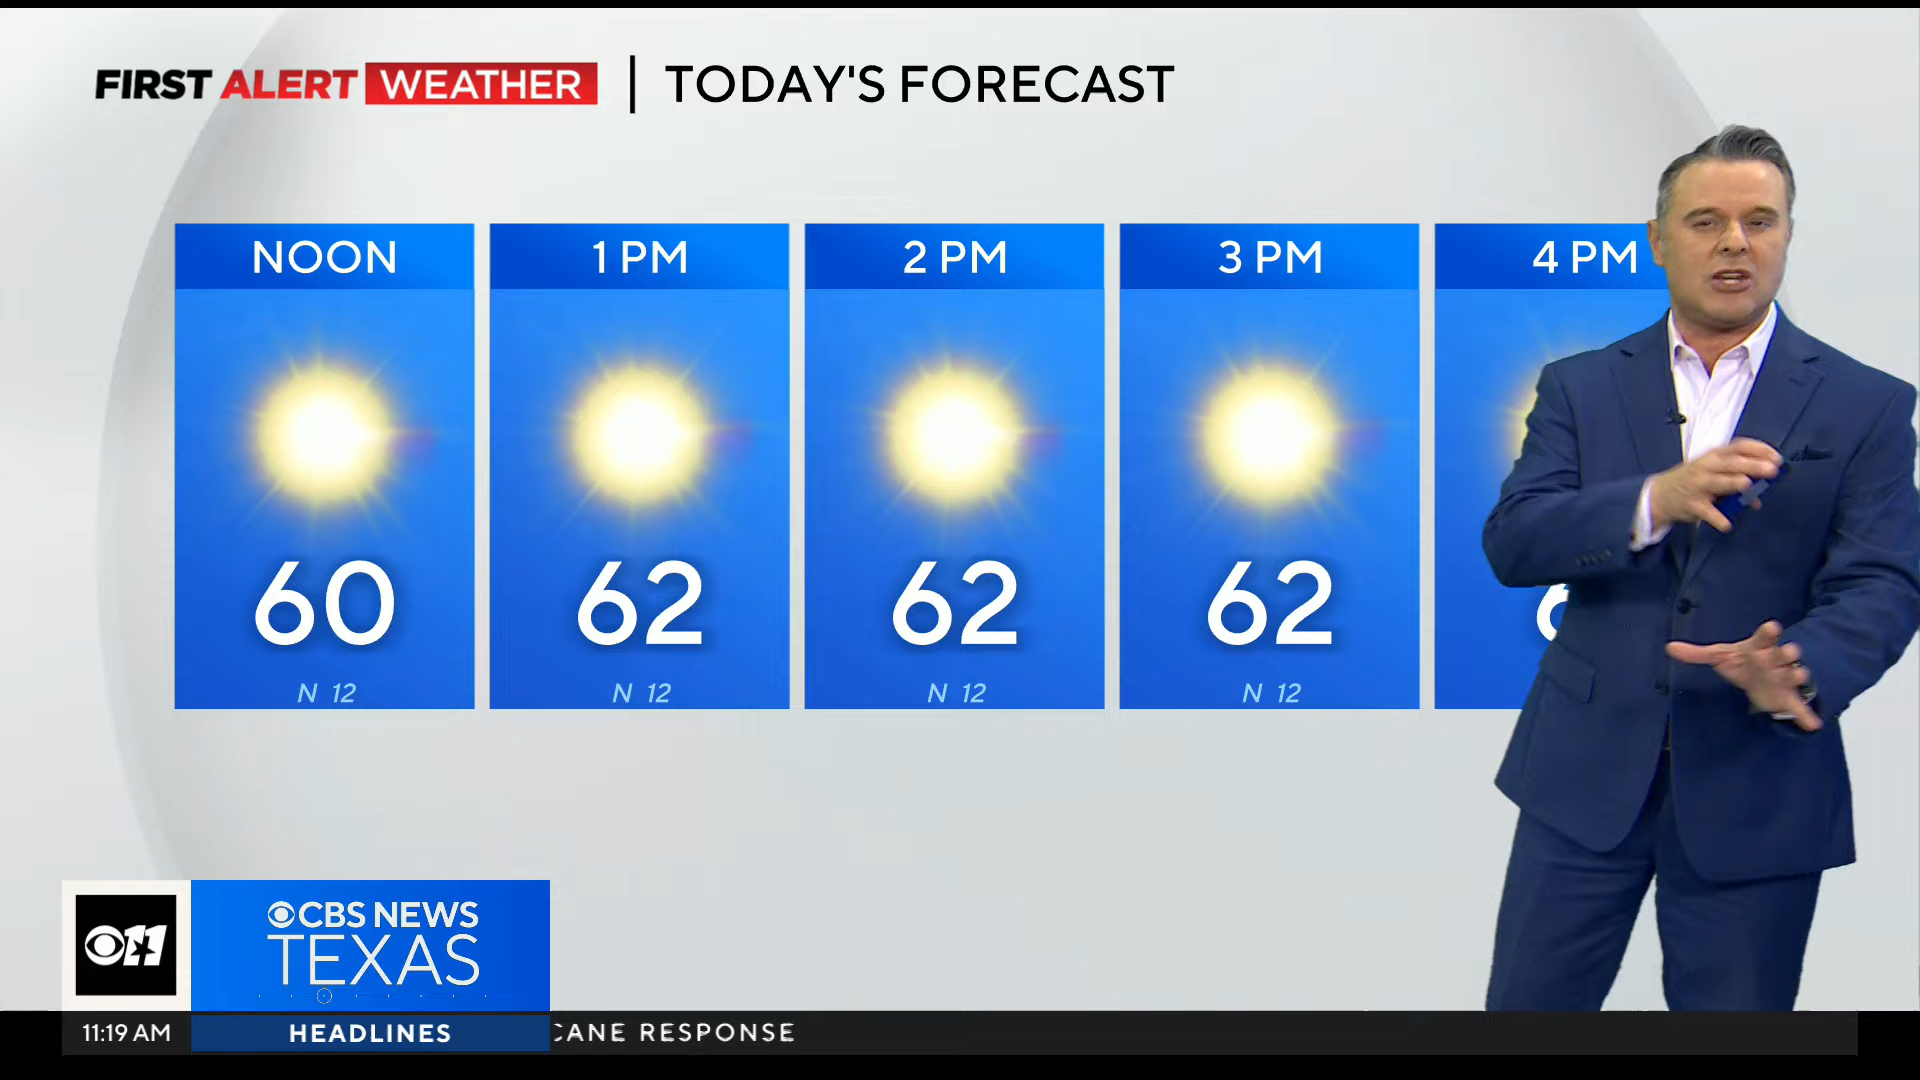 FIRST ALERT WEATHER | TODAY'S FORECAST
NOON
60
N 12
1 PM
62
N 12
2 PM
62
N 12
3 PM
62
N 12
4 PM
11
CBS NEWS
TEXAS
11:19 AM
HEADLINES
CANE RESPONSE